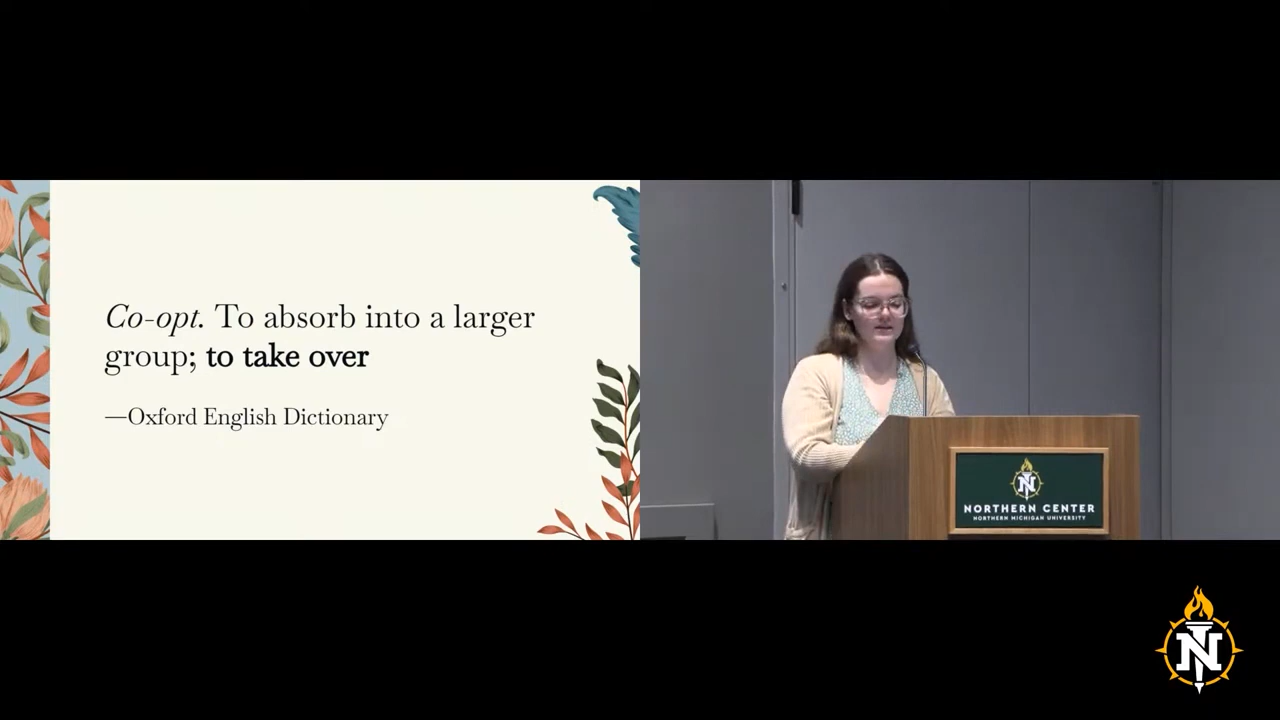 Co-opt. To absorb into a larger
group; to take over
—Oxford English Dictionary
N
NORTHERN CENTER
NORTHERN MICHIGAN UNIVERSITY
N